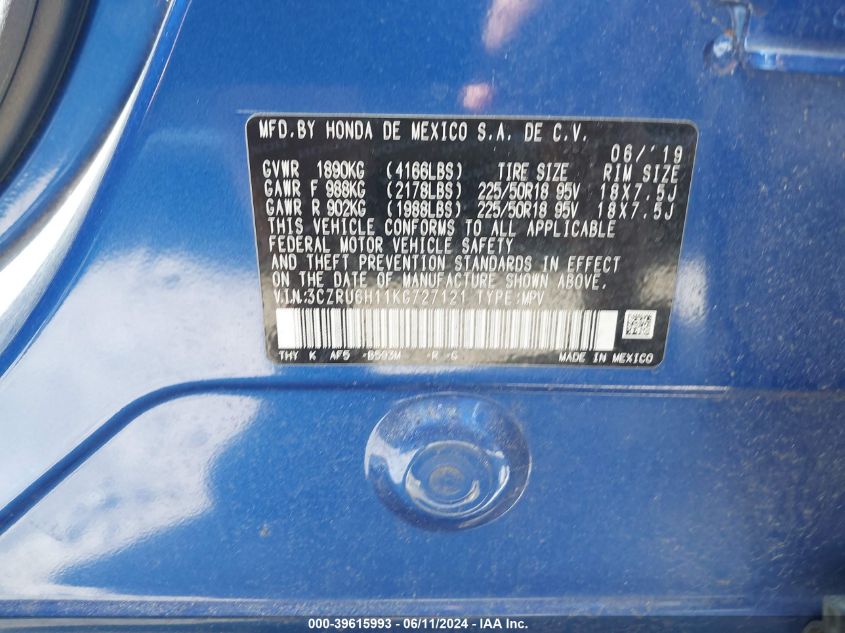 MFD.BY HONDA DE MEXICO S.A. DE C.V.
06/'19
GVWR 1890KG (4166LBS) TIRE SIZE RIM SIZE
GAWR F 988KG (2178LBS) 225/50R18 95V 18X7.5J
GAWR R 902KG (1988LBS) 225/50R18 95V 18X7.5J
THIS VEHICLE CONFORMS TO ALL APPLICABLE
FEDERAL MOTOR VEHICLE SAFETY
AND THEFT PREVENTION STANDARDS IN EFFECT
ON THE DATE OF MANUFACTURE SHOWN ABOVE.
V.I.N:3CZRU6H11KG727121 TYPE:MPV
THY K AF5 -B593M -R -G MADE IN MEXICO
000-39615993 - 06/11/2024 - IAA Inc.